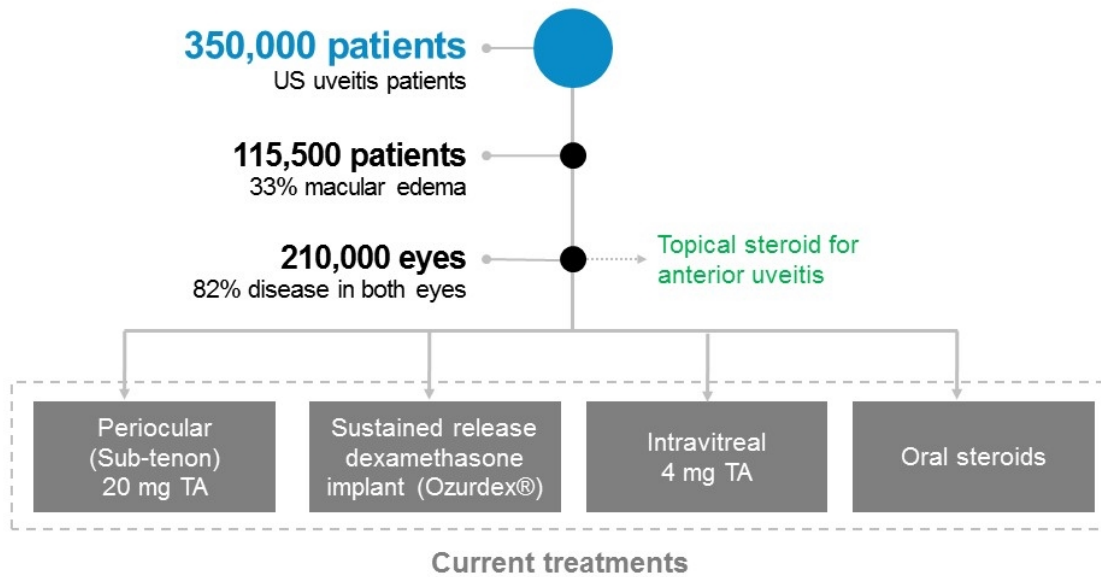 350,000 patients
US uveitis patients
115,500 patients
33% macular edema
210,000 eyes
82% disease in both eyes
Topical steroid for
anterior uveitis
Periocular
(Sub-tenon)
20 mg TA
Sustained release
dexamethasone
implant (Ozurdex®)
Intravitreal
4 mg TA
Oral steroids
Current treatments